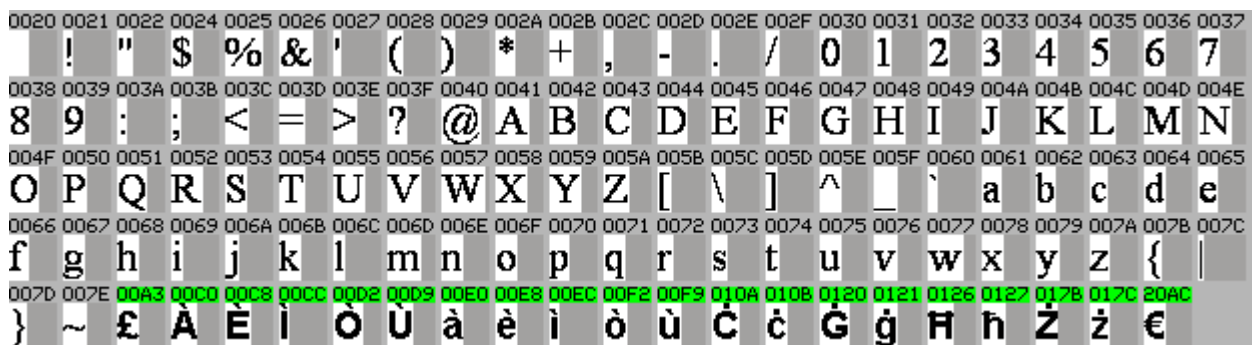 0020 0021 0022 0024 0025 0026 0027 0028 0029 002A 002B 002C 002D 002E 002F 0030 0031 0032 0033 0034 0035 0036 0037
! " $ % & ' ( ) * + , - . / 0 1 2 3 4 5 6 7
0038 0039 003A 003B 003C 003D 003E 003F 0040 0041 0042 0043 0044 0045 0046 0047 0048 0049 004A 004B 004C 004D 004E
8 9 : ; < = > ? @ A B C D E F G H I J K L M N
004F 0050 0051 0052 0053 0054 0055 0056 0057 0058 0059 005A 005B 005C 005D 005E 005F 0060 0061 0062 0063 0064 0065
O P Q R S T U V W X Y Z [ \ ] ^ _ ` a b c d e
0066 0067 0068 0069 006A 006B 006C 006D 006E 006F 0070 0071 0072 0073 0074 0075 0076 0077 0078 0079 007A 007B 007C
f g h i j k l m n o p q r s t u v w x y z { |
007D 007E 00A3 00C0 00C8 00CC 00D2 00D9 00E0 00E8 00EC 00F2 00F9 010A 010B 0120 0121 0126 0127 017B 017C 20AC
} ~ £ À È Ì Ò Ù à è ì ò ù Ċ ċ Ġ ġ Ħ ħ Ż ż €